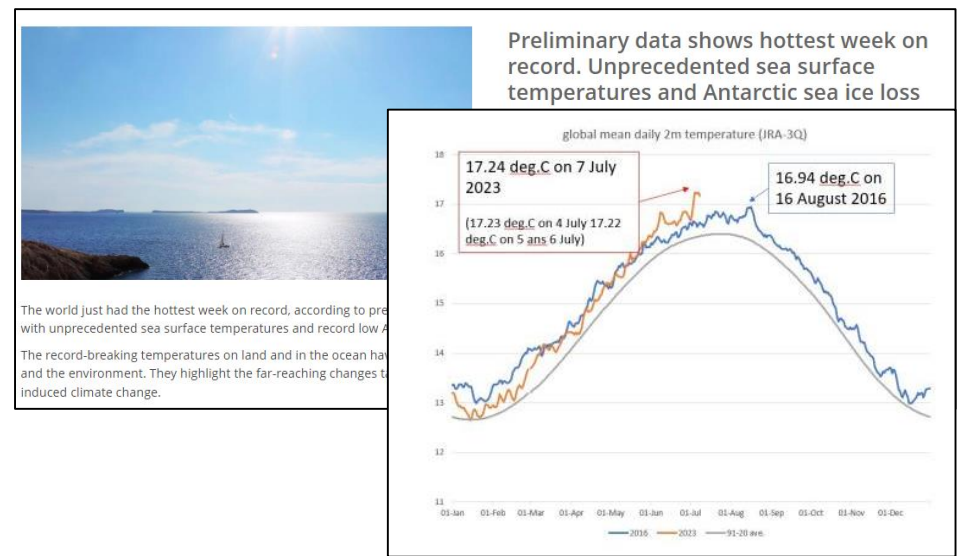 Preliminary data shows hottest week on
record. Unprecedented sea surface
temperatures and Antarctic sea ice loss
The world just had the hottest week on record, according to pre
with unprecedented sea surface temperatures and record low A
The record-breaking temperatures on land and in the ocean hav
and the environment. They highlight the far-reaching changes ta
induced climate change.
global mean daily 2m temperature (JRA-3Q)
17.24 deg.C on 7 July
2023
(17.23 deg.C on 4 July 17.22
deg.C on 5 ans 6 July)
16.94 deg.C on
16 August 2016
18
17
16
15
14
13
12
11
01-Jan 01-Feb 01-Mar 01-Apr 01-May 01-Jun 01-Jul 01-Aug 01-Sep 01-Oct 01-Nov 01-Dec
2016 2023 91-20 ave.